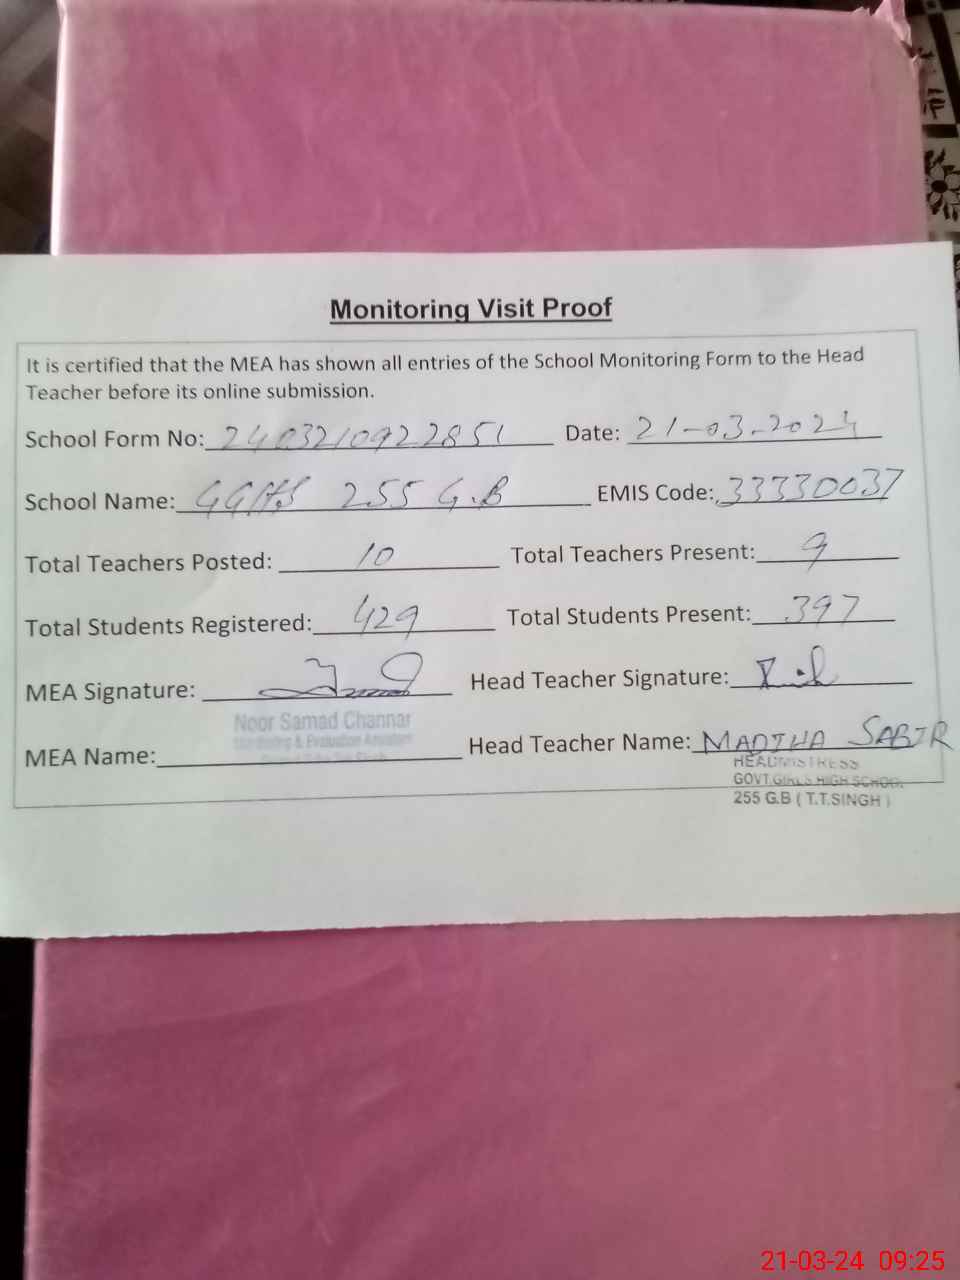 Monitoring Visit Proof
It is certified that the MEA has shown all entries of the School Monitoring Form to the Head
Teacher before its online submission.
School Form No: 2403210922851 Date: 21-03-2024
School Name: GGHS 255 G.B EMIS Code: 33330037
Total Teachers Posted: 10 Total Teachers Present: 9
Total Students Registered: 429 Total Students Present: 397
MEA Signature: Head Teacher Signature:
Noor Samad Channar
Monitoring & Evaluation Assistant
MEA Name: Head Teacher Name: MADIHA SABIR
HEADMISTRESS
GOVT.GIRLS HIGH SCHOOL
255 G.B ( T.T.SINGH )
21-03-24 09:25